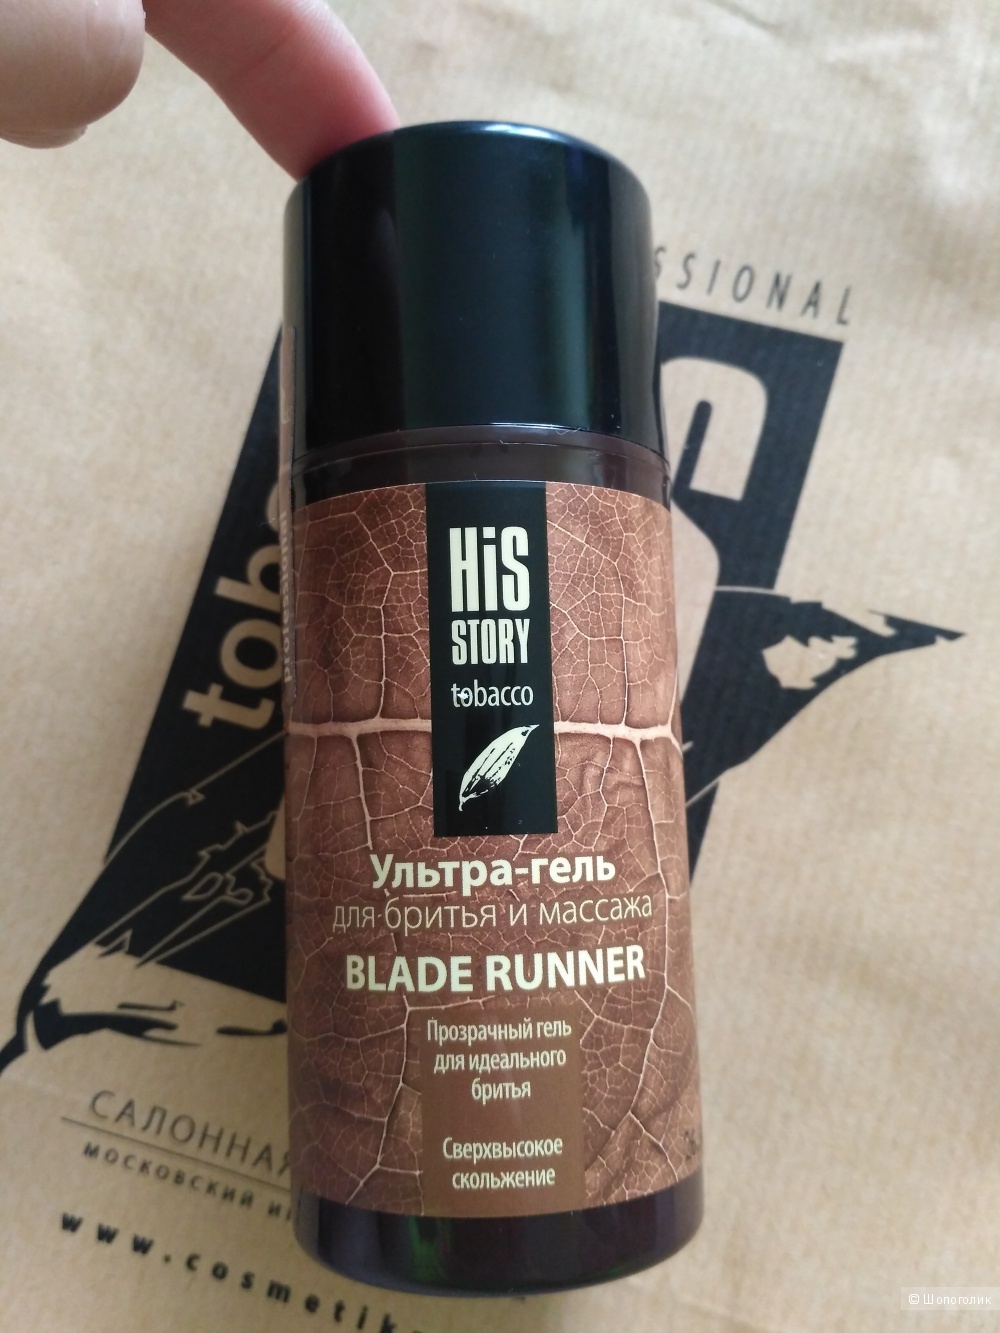 SSIONAL
HiS
STORY
tobacco
Ультра-гель
для бритья и массажа
BLADE RUNNER
Прозрачный гель
для идеального
бритья
Сверхвысокое
скольжение
toba
САЛОННАЯ
московский и
www.cosmetik
© Шопоголик